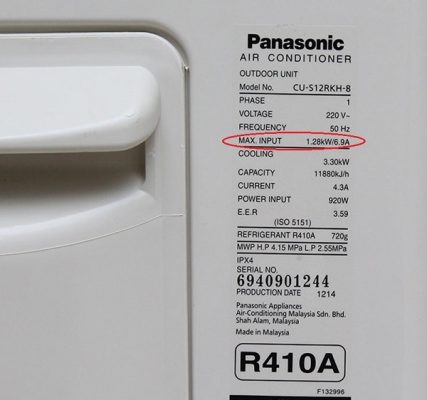 Panasonic
AIR CONDITIONER
OUTDOOR UNIT
Model No. CU-S12RKH-8
PHASE 1
VOLTAGE 220 V~
FREQUENCY 50 Hz
MAX. INPUT 1.28kW/6.9A
COOLING
3.30kW
CAPACITY 11880kJ/h
CURRENT 4.3A
POWER INPUT 920W
E.E.R 3.59
(ISO 5151)
REFRIGERANT R410A 720g
MWP H.P 4.15 MPa L.P 2.55MPa
IPX4
SERIAL NO.
6940901244
PRODUCTION DATE 1214
Panasonic Appliances
Air-Conditioning Malaysia Sdn. Bhd.
Shah Alam, Malaysia
Made in Malaysia
R410A
F132996